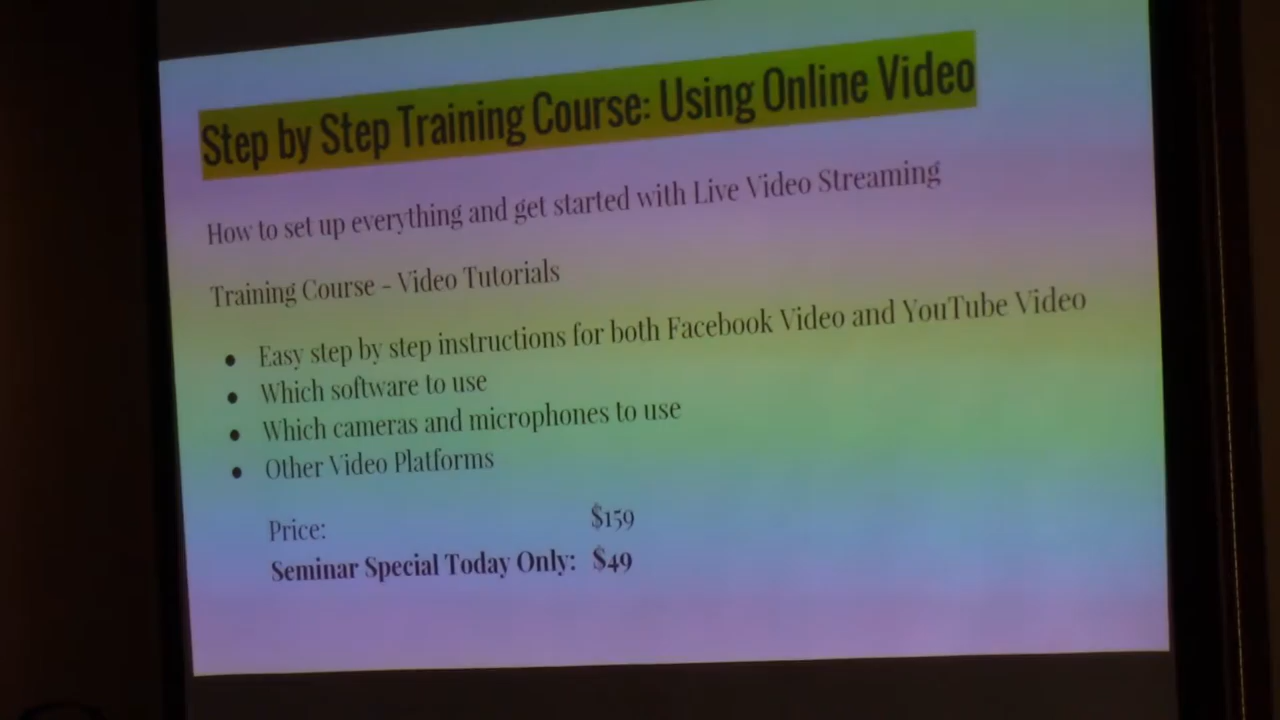 Step by Step Training Course: Using Online Video
How to set up everything and get started with Live Video Streaming
Training Course - Video Tutorials
● Easy step by step instructions for both Facebook Video and YouTube Video
● Which software to use
● Which cameras and microphones to use
● Other Video Platforms
Price: $159
Seminar Special Today Only: $49